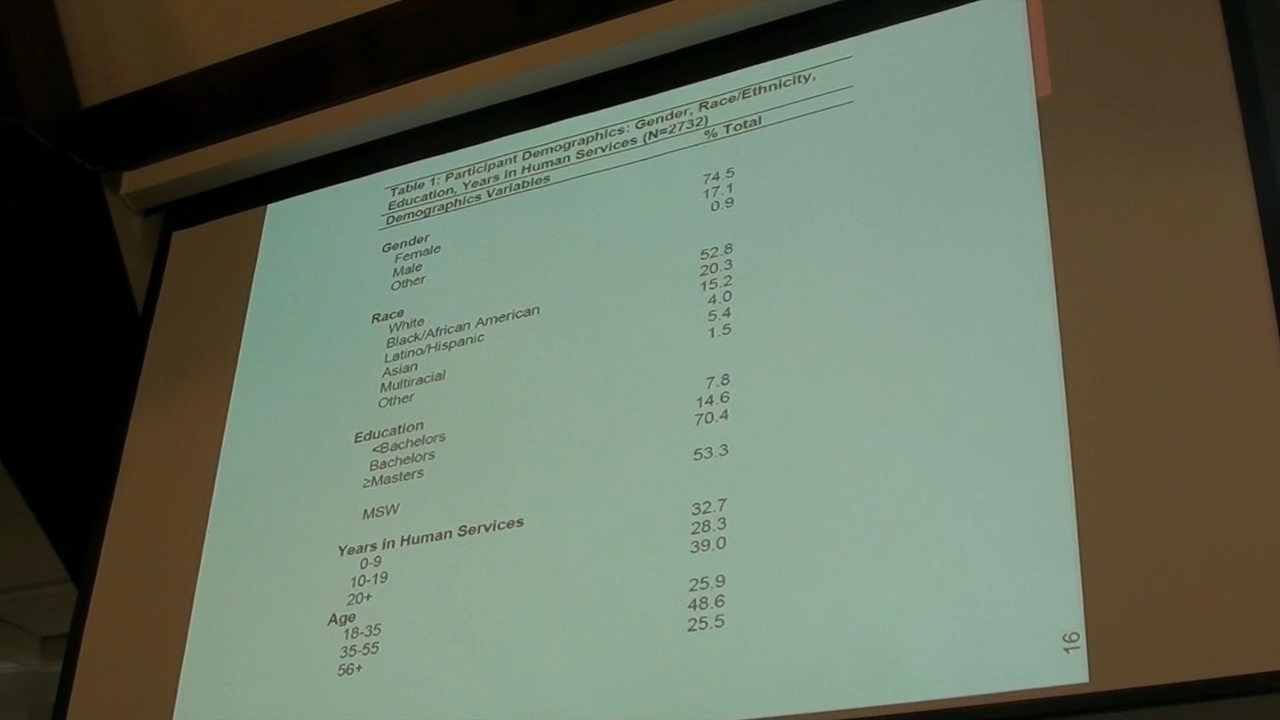 Table 1: Participant Demographics: Gender, Race/Ethnicity,
Education, Years in Human Services (N=2732)
Demographics Variables % Total
Gender
Female 74.5
Male 17.1
Other 0.9
Race
White 52.8
Black/African American 20.3
Latino/Hispanic 15.2
Asian 4.0
Multiracial 5.4
Other 1.5
Education
<Bachelors 7.8
Bachelors 14.6
≥Masters 70.4
MSW 53.3
Years in Human Services
0-9 32.7
10-19 28.3
20+ 39.0
Age
18-35 25.9
35-55 48.6
56+ 25.5
16